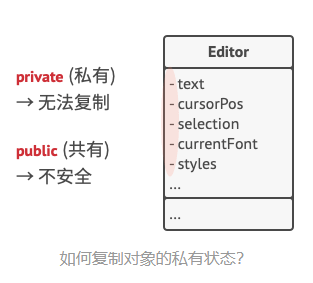 private (私有)
→ 无法复制
public (共有)
→ 不安全
Editor
- text
- cursorPos
- selection
- currentFont
- styles
...
...
如何复制对象的私有状态?